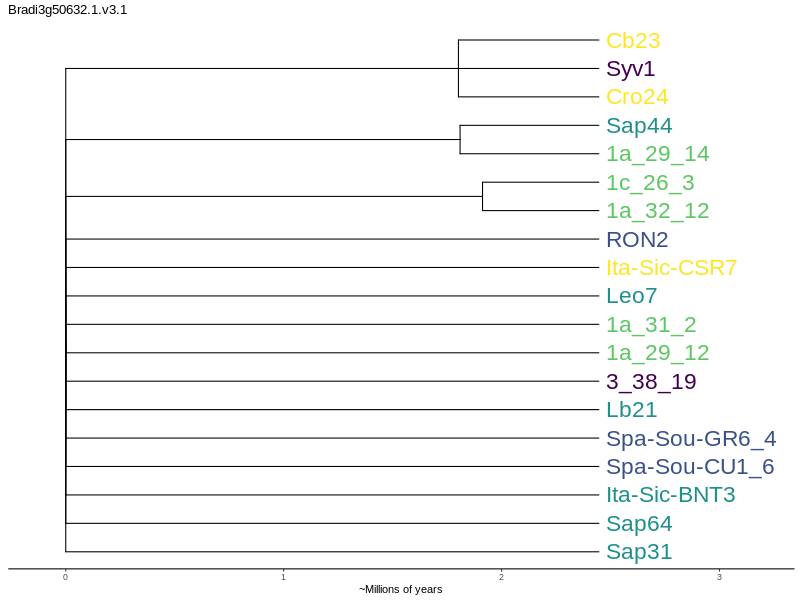 Bradi3g50632.1.v3.1
Cb23
Syv1
Cro24
Sap44
1a_29_14
1c_26_3
1a_32_12
RON2
Ita-Sic-CSR7
Leo7
1a_31_2
1a_29_12
3_38_19
Lb21
Spa-Sou-GR6_4
Spa-Sou-CU1_6
Ita-Sic-BNT3
Sap64
Sap31
0 1 2 3
~Millions of years